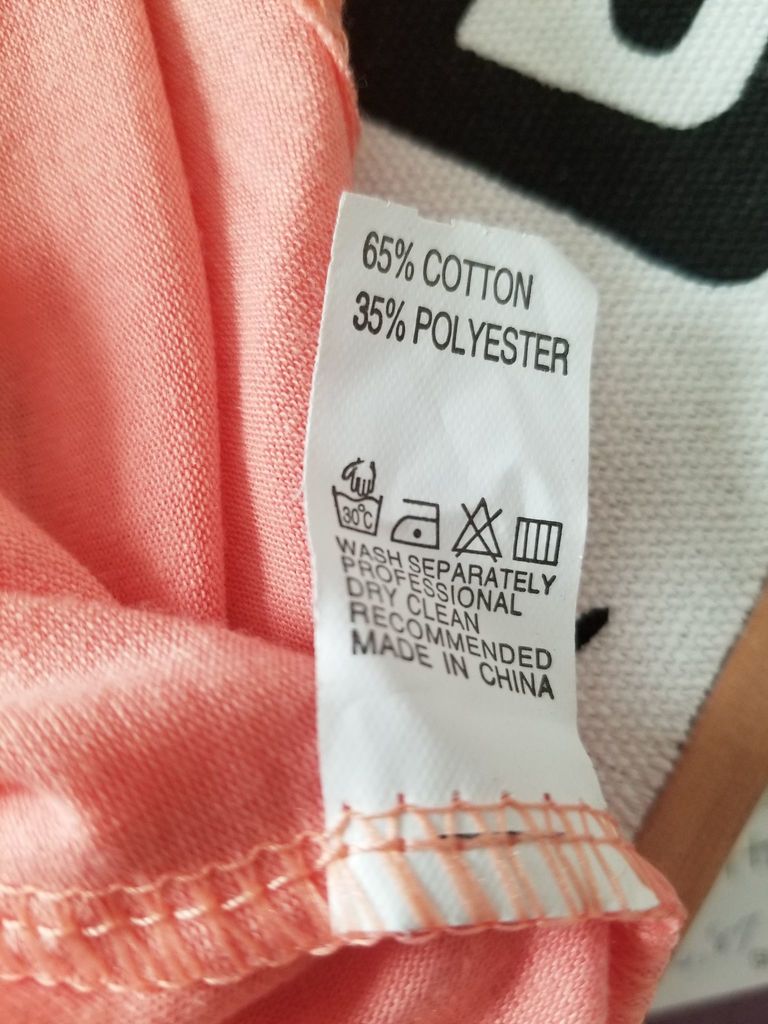 65% COTTON
35% POLYESTER
30°C
WASH SEPARATELY
PROFESSIONAL
DRY CLEAN
RECOMMENDED
MADE IN CHINA